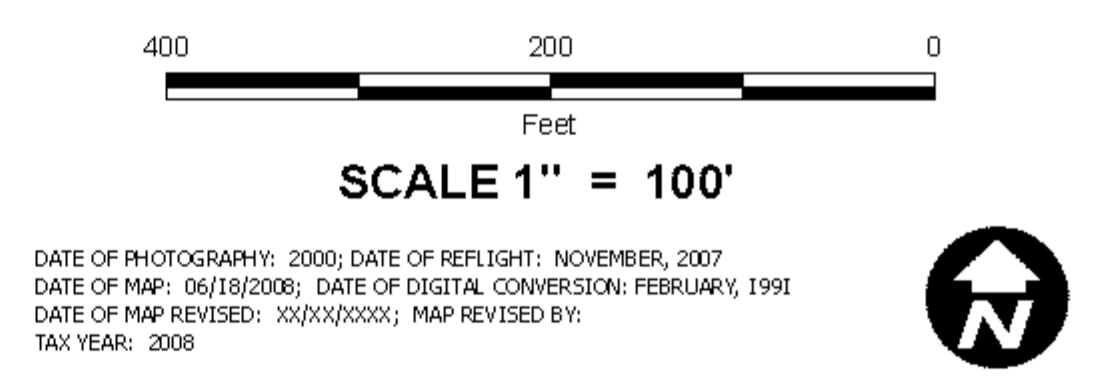 400 200 0
Feet
SCALE 1" = 100'
DATE OF PHOTOGRAPHY: 2000; DATE OF REFLIGHT: NOVEMBER, 2007
DATE OF MAP: 06/I8/2008; DATE OF DIGITAL CONVERSION: FEBRUARY, I99I
DATE OF MAP REVISED: XX/XX/XXXX; MAP REVISED BY:
TAX YEAR: 2008
N